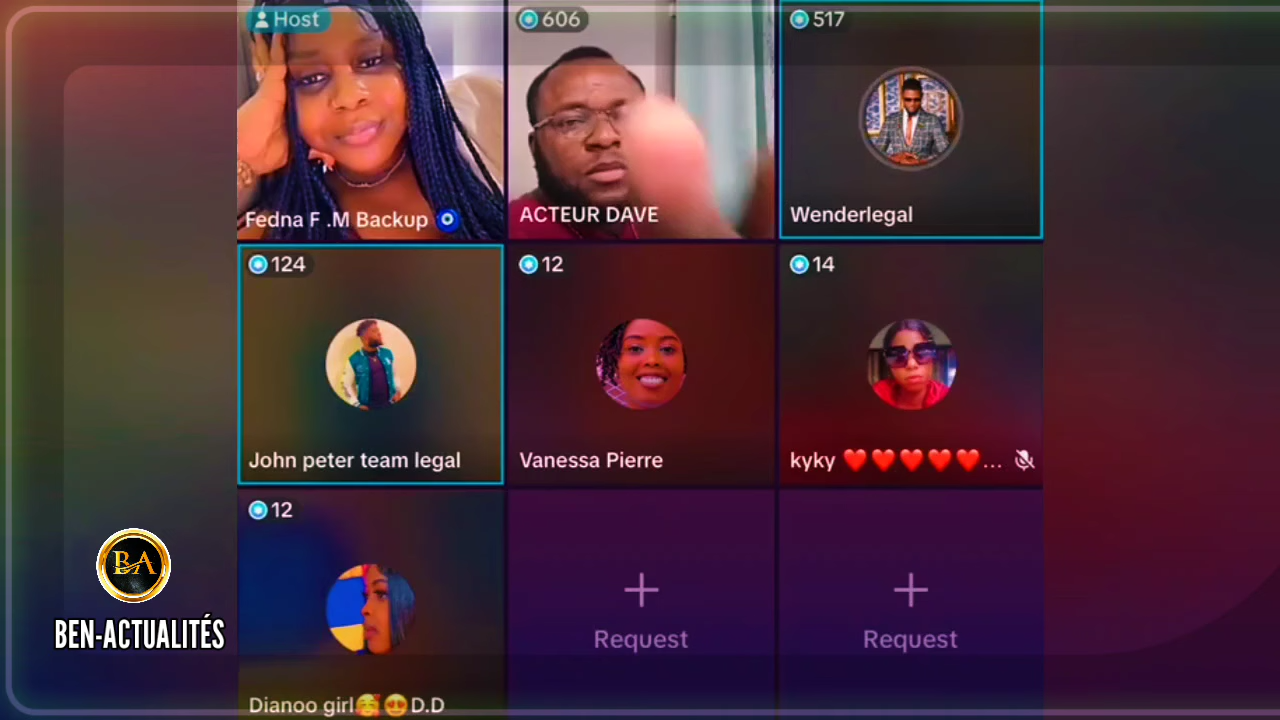 Host
606
517
Fedna F .M Backup 🧿
ACTEUR DAVE
Wenderlegal
124
12
14
John peter team legal
Vanessa Pierre
kyky ❤️❤️❤️❤️❤️...
12
Request
Request
Dianoo girl🥰😍D.D
BA
BEN-ACTUALITÉS